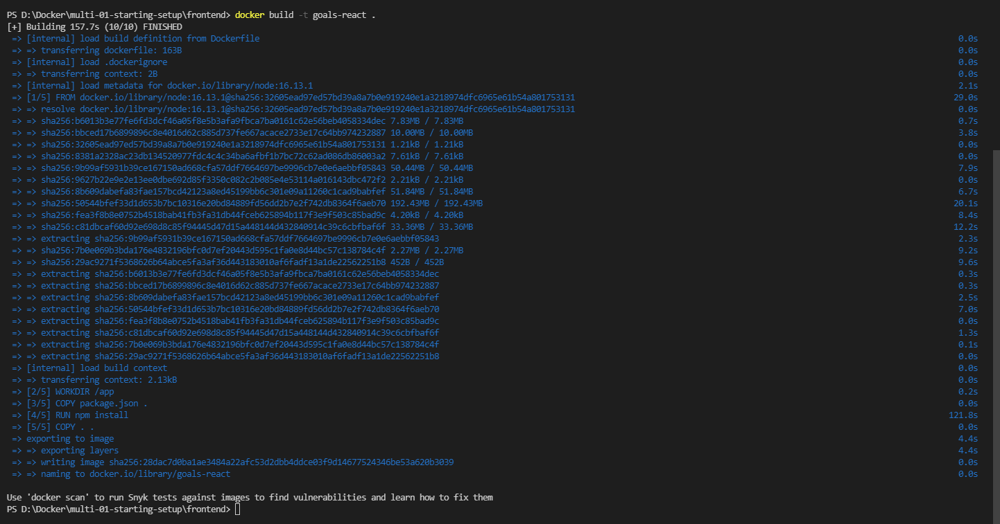 PS D:\Docker\multi-01-starting-setup\frontend> docker build -t goals-react .
[+] Building 157.7s (10/10) FINISHED
=> [internal] load build definition from Dockerfile 0.0s
=> => transferring dockerfile: 163B 0.0s
=> [internal] load .dockerignore 0.0s
=> => transferring context: 2B 0.0s
=> [internal] load metadata for docker.io/library/node:16.13.1 2.1s
=> [1/5] FROM docker.io/library/node:16.13.1@sha256:32605ead97ed57bd39a8a7b0e919240e1a3218974dfc6965e61b54a801753131 29.0s
=> => resolve docker.io/library/node:16.13.1@sha256:32605ead97ed57bd39a8a7b0e919240e1a3218974dfc6965e61b54a801753131 0.0s
=> => sha256:b6013b3e77fe6fd3dcf46a05f8e5b3afa9fbca7ba0161c62e56beb4058334dec 7.83MB / 7.83MB 0.7s
=> => sha256:bbced17b6899896c8e4016d62c885d737fe667acace2733e17c64bb974232887 10.00MB / 10.00MB 3.8s
=> => sha256:32605ead97ed57bd39a8a7b0e919240e1a3218974dfc6965e61b54a801753131 1.21kB / 1.21kB 0.0s
=> => sha256:8381a2328ac23db134520977fdc4c4c34ba6afbf1b7bc72c62ad086db86003a2 7.61kB / 7.61kB 0.0s
=> => sha256:9b99af5931b39ce167150ad668cfa57ddf7664697be9996cb7e0e6aebbf05843 50.44MB / 50.44MB 7.9s
=> => sha256:9627b22e9e2e13ee0dbe692d85f3350c082c2b085e4e53114a016143dbc472f2 2.21kB / 2.21kB 0.0s
=> => sha256:8b609dabefa83fae157bcd42123a8ed45199bb6c301e09a11260c1cad9babfef 51.84MB / 51.84MB 6.7s
=> => sha256:50544bfef33d1d653b7bc10316e20bd84889fd56dd2b7e2f742db8364f6aeb70 192.43MB / 192.43MB 20.1s
=> => sha256:fea3f8b8e0752b4518bab41fb3fa31db44fceb625894b117f3e9f503c85bad9c 4.20kB / 4.20kB 8.4s
=> => sha256:c81dbcaf60d92e698d8c85f94445d47d15a448144d432840914c39c6cbfbaf6f 33.36MB / 33.36MB 12.2s
=> => extracting sha256:9b99af5931b39ce167150ad668cfa57ddf7664697be9996cb7e0e6aebbf05843 2.3s
=> => sha256:7b0e069b3bda176e4832196bfc0d7ef20443d595c1fa0e8d44bc57c138784c4f 2.27MB / 2.27MB 9.2s
=> => sha256:29ac9271f5368626b64abce5fa3af36d443183010af6fadf13a1de22562251b8 452B / 452B 9.6s
=> => extracting sha256:b6013b3e77fe6fd3dcf46a05f8e5b3afa9fbca7ba0161c62e56beb4058334dec 0.3s
=> => extracting sha256:bbced17b6899896c8e4016d62c885d737fe667acace2733e17c64bb974232887 0.3s
=> => extracting sha256:8b609dabefa83fae157bcd42123a8ed45199bb6c301e09a11260c1cad9babfef 2.5s
=> => extracting sha256:50544bfef33d1d653b7bc10316e20bd84889fd56dd2b7e2f742db8364f6aeb70 7.0s
=> => extracting sha256:fea3f8b8e0752b4518bab41fb3fa31db44fceb625894b117f3e9f503c85bad9c 0.0s
=> => extracting sha256:c81dbcaf60d92e698d8c85f94445d47d15a448144d432840914c39c6cbfbaf6f 1.3s
=> => extracting sha256:7b0e069b3bda176e4832196bfc0d7ef20443d595c1fa0e8d44bc57c138784c4f 0.1s
=> => extracting sha256:29ac9271f5368626b64abce5fa3af36d443183010af6fadf13a1de22562251b8 0.0s
=> [internal] load build context 0.0s
=> => transferring context: 2.13kB 0.0s
=> [2/5] WORKDIR /app 0.2s
=> [3/5] COPY package.json . 0.0s
=> [4/5] RUN npm install 121.8s
=> [5/5] COPY . . 0.0s
=> exporting to image 4.4s
=> => exporting layers 4.4s
=> => writing image sha256:28dac7d0ba1ae3484a22afc53d2dbb4ddce03f9d14677524346be53a620b3039 0.0s
=> => naming to docker.io/library/goals-react 0.0s
Use 'docker scan' to run Snyk tests against images to find vulnerabilities and learn how to fix them
PS D:\Docker\multi-01-starting-setup\frontend>